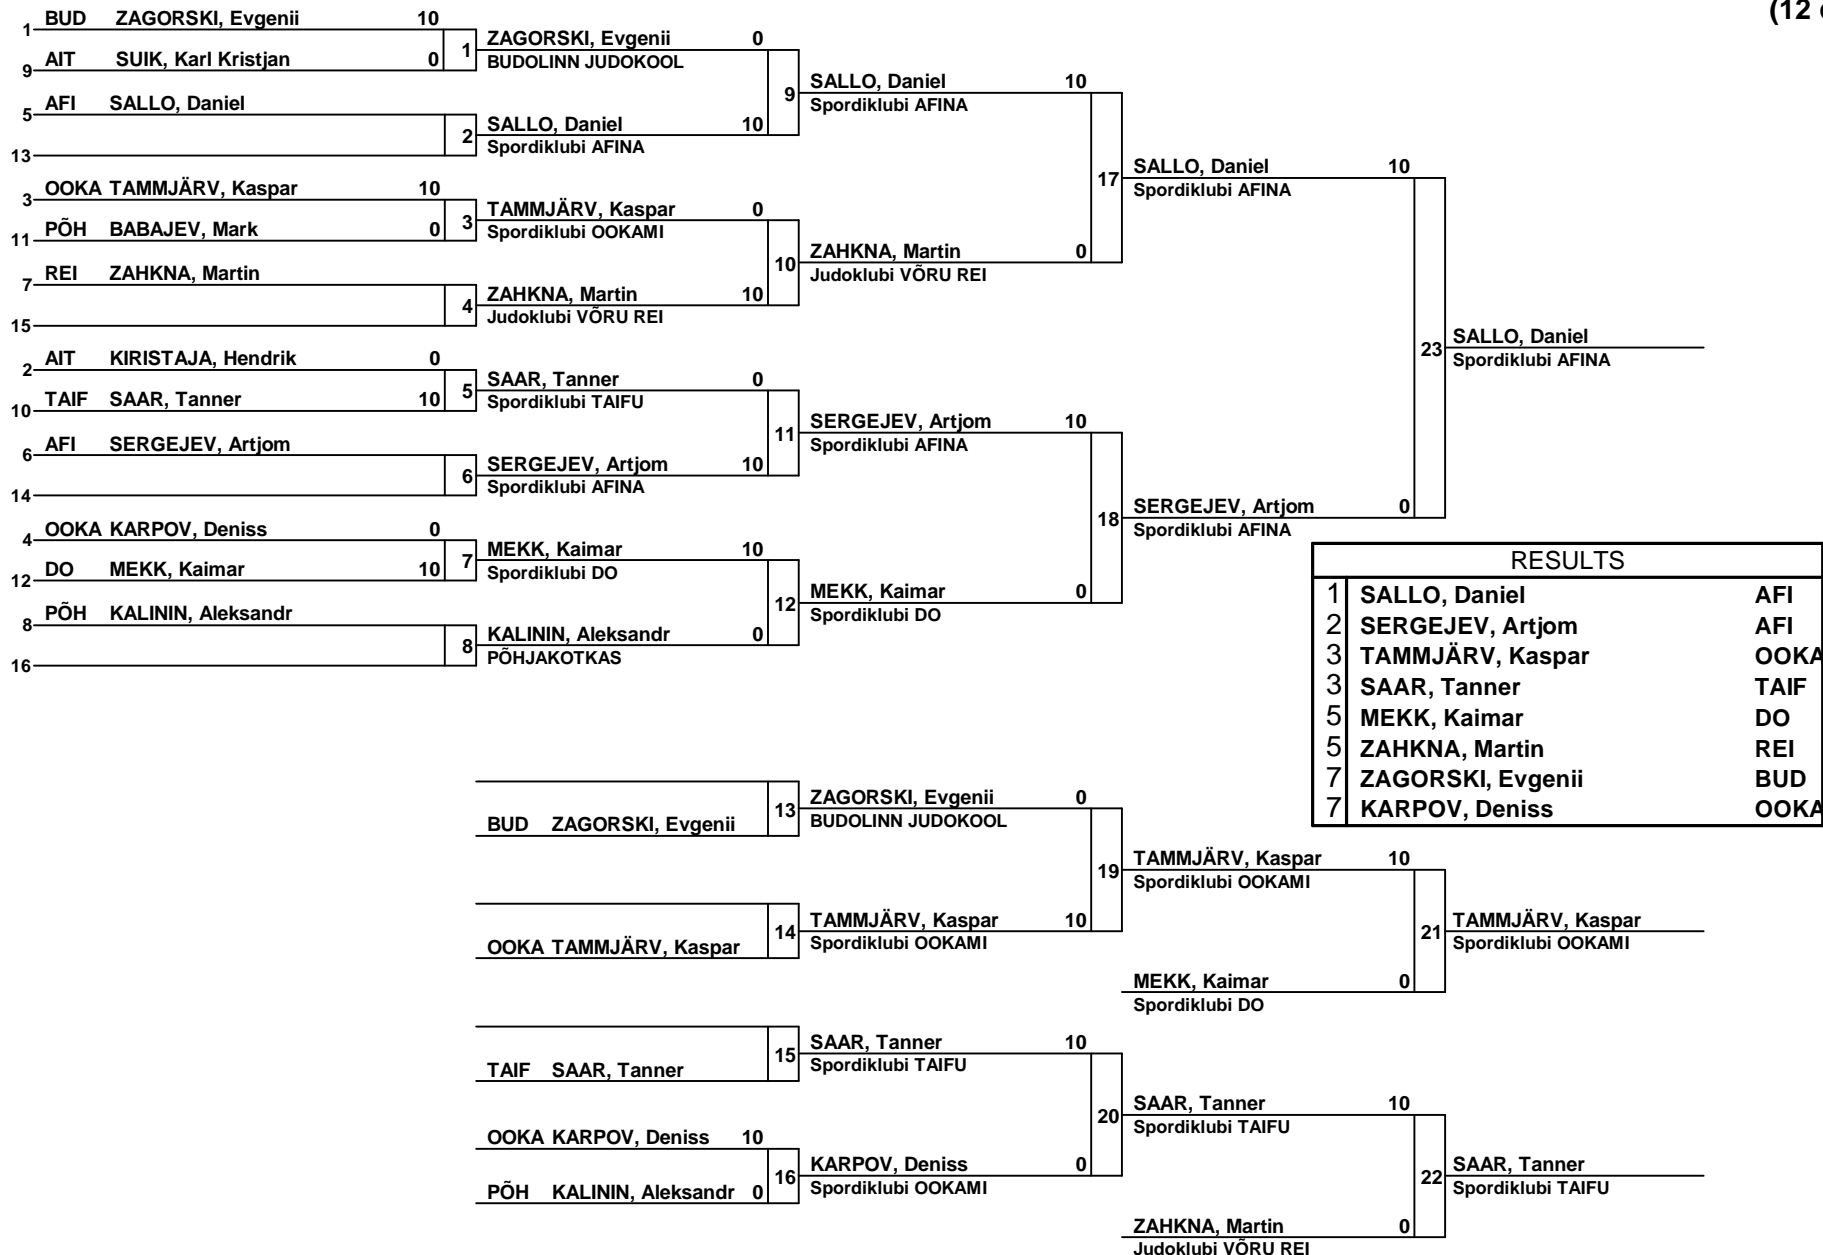 (12
1 BUD ZAGORSKI, Evgenii 10
9 AIT SUIK, Karl Kristjan 0
1
5 AFI SALLO, Daniel
13
2
3 OOKA TAMMJÄRV, Kaspar 10
11 PÕH BABAJEV, Mark 0
3
7 REI ZAHKNA, Martin
15
4
2 AIT KIRISTAJA, Hendrik 0
10 TAIF SAAR, Tanner 10
5
6 AFI SERGEJEV, Artjom
14
6
4 OOKA KARPOV, Deniss 0
12 DO MEKK, Kaimar 10
7
8 PÕH KALININ, Aleksandr
16
8
ZAGORSKI, Evgenii 0
BUDOLINN JUDOKOOL
9
SALLO, Daniel 10
Spordiklubi AFINA
TAMMJÄRV, Kaspar 0
Spordiklubi OOKAMI
10
ZAHKNA, Martin 10
Judoklubi VÕRU REI
SAAR, Tanner 0
Spordiklubi TAIFU
11
SERGEJEV, Artjom 10
Spordiklubi AFINA
MEKK, Kaimar 10
Spordiklubi DO
12
KALININ, Aleksandr 0
PÕHJAKOTKAS
SALLO, Daniel 10
Spordiklubi AFINA
17
ZAHKNA, Martin 0
Judoklubi VÕRU REI
SERGEJEV, Artjom 10
Spordiklubi AFINA
18
MEKK, Kaimar 0
Spordiklubi DO
SALLO, Daniel 10
Spordiklubi AFINA
23
SERGEJEV, Artjom 0
Spordiklubi AFINA
SALLO, Daniel
Spordiklubi AFINA
RESULTS
1 SALLO, Daniel AFI
2 SERGEJEV, Artjom AFI
3 TAMMJÄRV, Kaspar OOKA
3 SAAR, Tanner TAIF
5 MEKK, Kaimar DO
5 ZAHKNA, Martin REI
7 ZAGORSKI, Evgenii BUD
7 KARPOV, Deniss OOKA
BUD ZAGORSKI, Evgenii
13
OOKA TAMMJÄRV, Kaspar
14
TAIF SAAR, Tanner
15
OOKA KARPOV, Deniss 10
16
PÕH KALININ, Aleksandr 0
ZAGORSKI, Evgenii 0
BUDOLINN JUDOKOOL
19
TAMMJÄRV, Kaspar 10
Spordiklubi OOKAMI
SAAR, Tanner 10
Spordiklubi TAIFU
20
KARPOV, Deniss 0
Spordiklubi OOKAMI
TAMMJÄRV, Kaspar 10
Spordiklubi OOKAMI
21
MEKK, Kaimar 0
Spordiklubi DO
SAAR, Tanner 10
Spordiklubi TAIFU
22
ZAHKNA, Martin 0
Judoklubi VÕRU REI
TAMMJÄRV, Kaspar
Spordiklubi OOKAMI
SAAR, Tanner
Spordiklubi TAIFU